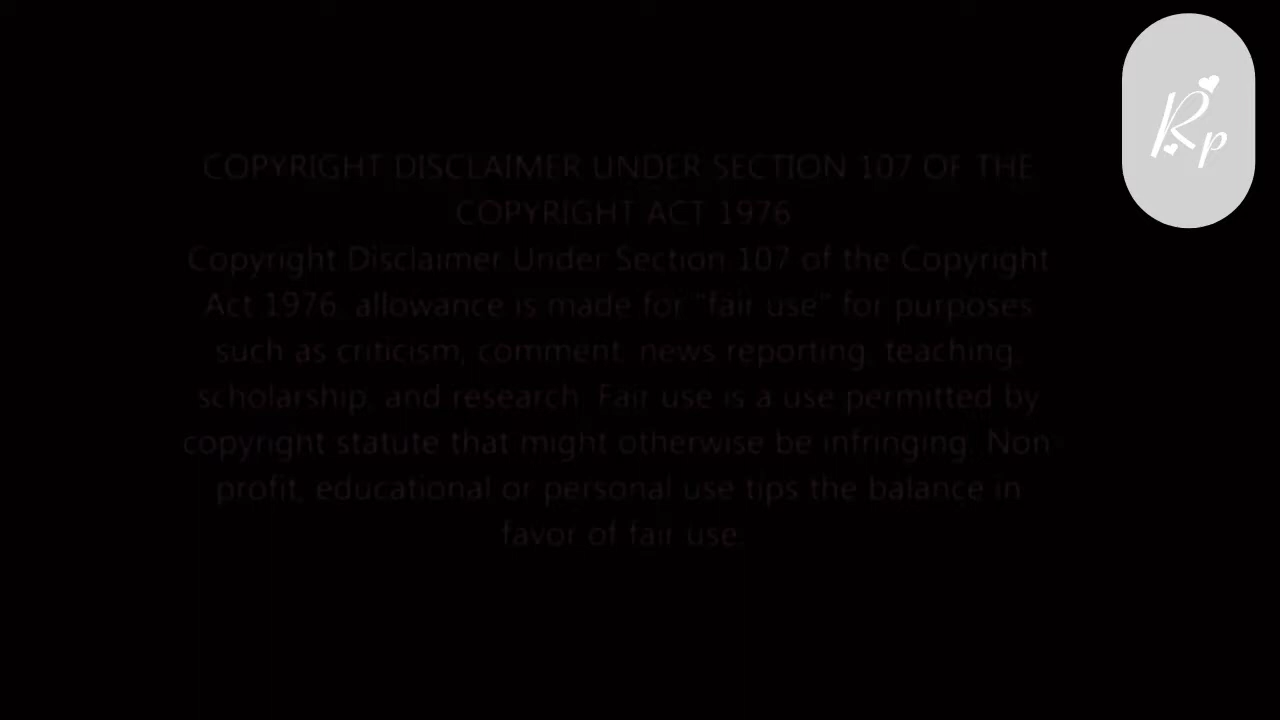 Rp
COPYRIGHT DISCLAIMER UNDER SECTION 107 OF THE
COPYRIGHT ACT 1976
Copyright Disclaimer Under Section 107 of the Copyright
Act 1976, allowance is made for "fair use" for purposes
such as criticism, comment, news reporting, teaching,
scholarship, and research. Fair use is a use permitted by
copyright statute that might otherwise be infringing. Non
profit, educational or personal use tips the balance in
favor of fair use.